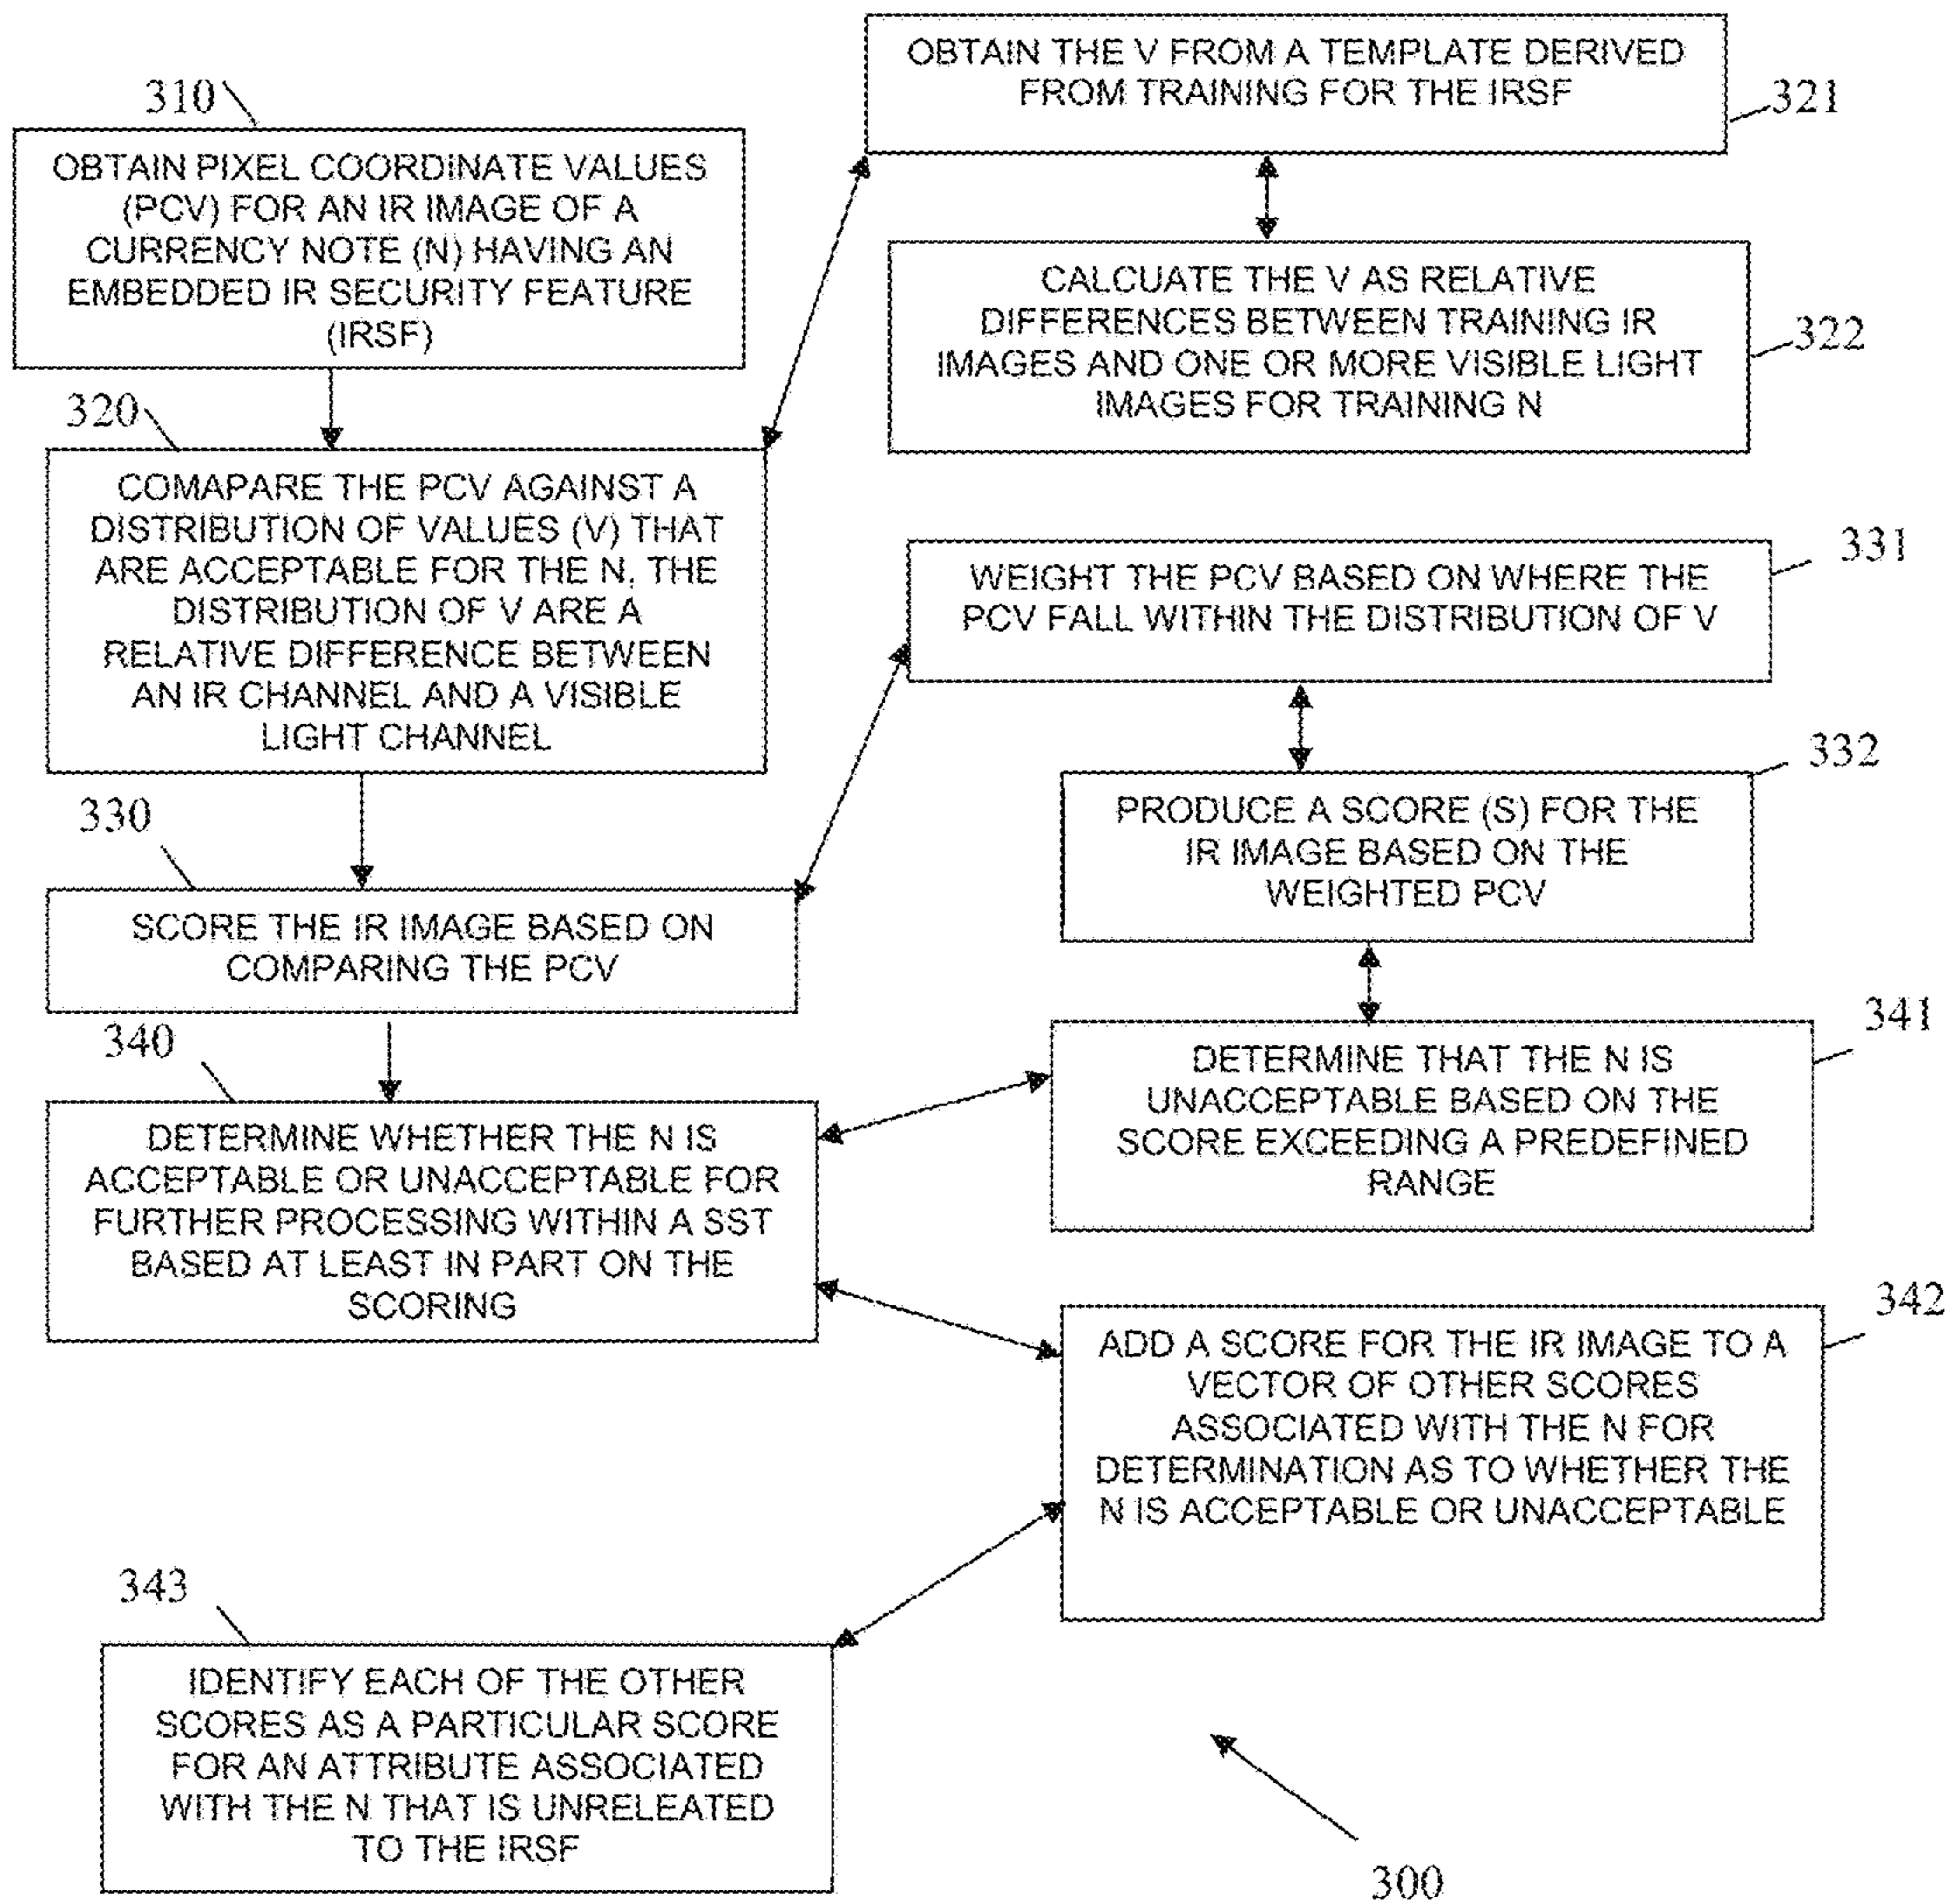 310
OBTAIN PIXEL COORDINATE VALUES
(PCV) FOR AN IR IMAGE OF A
CURRENCY NOTE (N) HAVING AN
EMBEDDED IR SECURITY FEATURE
(IRSF)
OBTAIN THE V FROM A TEMPLATE DERIVED
FROM TRAINING FOR THE IRSF
321
CALCUATE THE V AS RELATIVE
DIFFERENCES BETWEEN TRAINING IR
IMAGES AND ONE OR MORE VISIBLE LIGHT
IMAGES FOR TRAINING N
322
320
COMAPARE THE PCV AGAINST A
DISTRIBUTION OF VALUES (V) THAT
ARE ACCEPTABLE FOR THE N, THE
DISTRIBUTION OF V ARE A
RELATIVE DIFFERENCE BETWEEN
AN IR CHANNEL AND A VISIBLE
LIGHT CHANNEL
331
WEIGHT THE PCV BASED ON WHERE THE
PCV FALL WITHIN THE DISTRIBUTION OF V
332
PRODUCE A SCORE (S) FOR THE
IR IMAGE BASED ON THE
WEIGHTED PCV
330
SCORE THE IR IMAGE BASED ON
COMPARING THE PCV
341
DETERMINE THAT THE N IS
UNACCEPTABLE BASED ON THE
SCORE EXCEEDING A PREDEFINED
RANGE
340
DETERMINE WHETHER THE N IS
ACCEPTABLE OR UNACCEPTABLE FOR
FURTHER PROCESSING WITHIN A SST
BASED AT LEAST IN PART ON THE
SCORING
342
ADD A SCORE FOR THE IR IMAGE TO A
VECTOR OF OTHER SCORES
ASSOCIATED WITH THE N FOR
DETERMINATION AS TO WHETHER THE
N IS ACCEPTABLE OR UNACCEPTABLE
343
IDENTIFY EACH OF THE OTHER
SCORES AS A PARTICULAR SCORE
FOR AN ATTRIBUTE ASSOCIATED
WITH THE N THAT IS UNRELEATED
TO THE IRSF
300